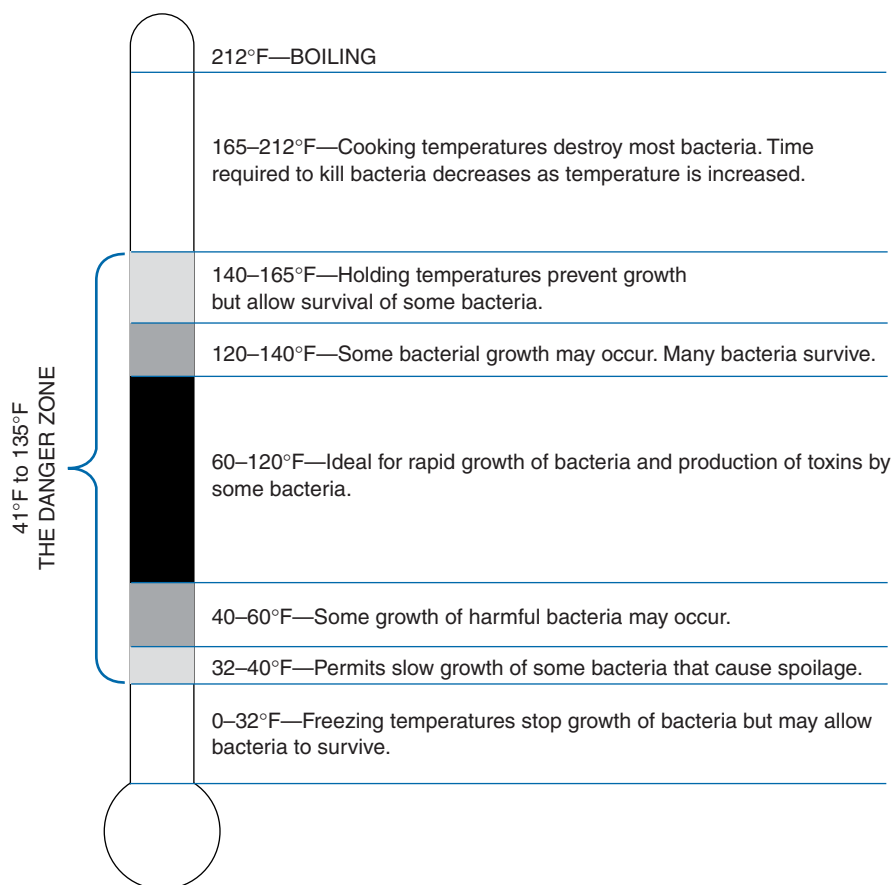 212°F—BOILING
165–212°F—Cooking temperatures destroy most bacteria. Time
required to kill bacteria decreases as temperature is increased.
140–165°F—Holding temperatures prevent growth
but allow survival of some bacteria.
120–140°F—Some bacterial growth may occur. Many bacteria survive.
41°F to 135°F
THE DANGER ZONE
60–120°F—Ideal for rapid growth of bacteria and production of toxins by
some bacteria.
40–60°F—Some growth of harmful bacteria may occur.
32–40°F—Permits slow growth of some bacteria that cause spoilage.
0–32°F—Freezing temperatures stop growth of bacteria but may allow
bacteria to survive.